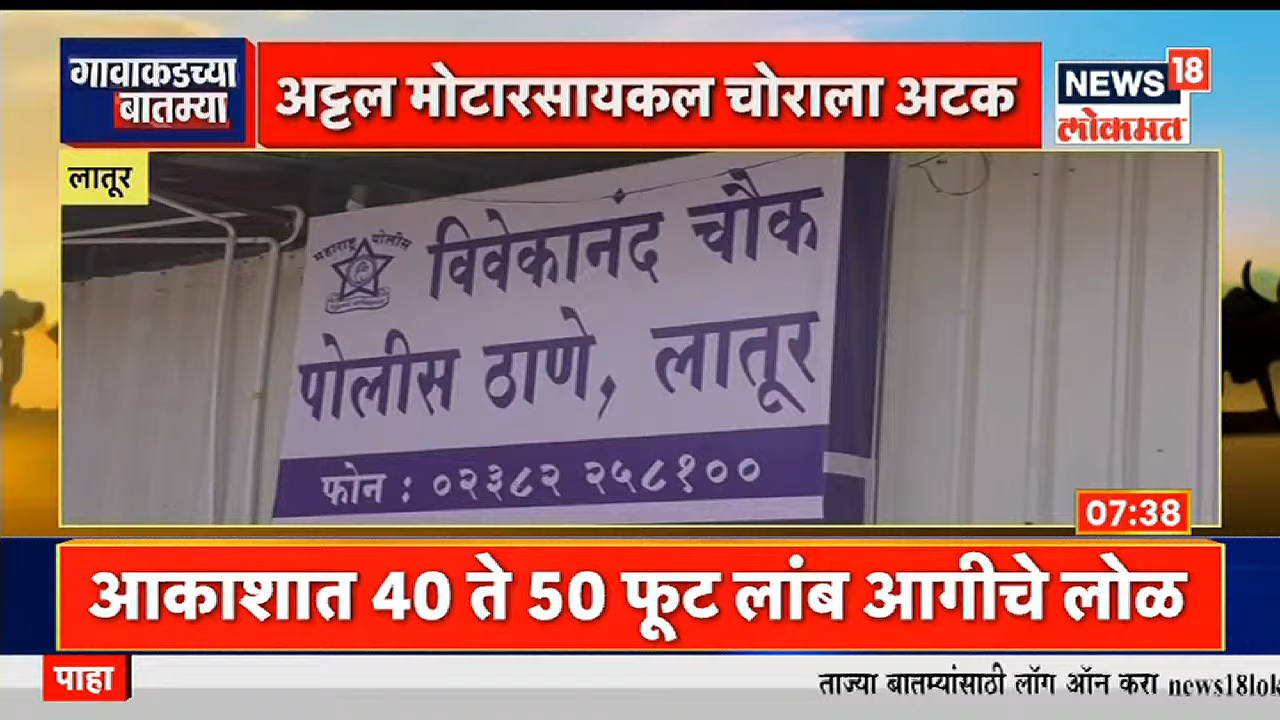 गावाकडच्या
बातम्या
अट्टल मोटारसायकल चोराला अटक
NEWS 18
लोकमत
लातूर
महाराष्ट्र पोलीस
विवेकानंद चौक
पोलीस ठाणे, लातूर
फोन : ०२३८२ २५८१००
07:38
आकाशात 40 ते 50 फूट लांब आगीचे लोळ
पाहा
ताज्या बातम्यांसाठी लॉग ऑन करा news18lok